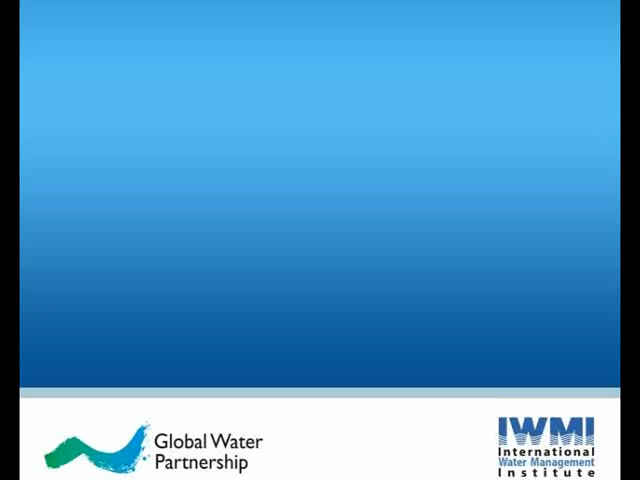 Global Water
Partnership
IWMI
International
Water Management
Institute